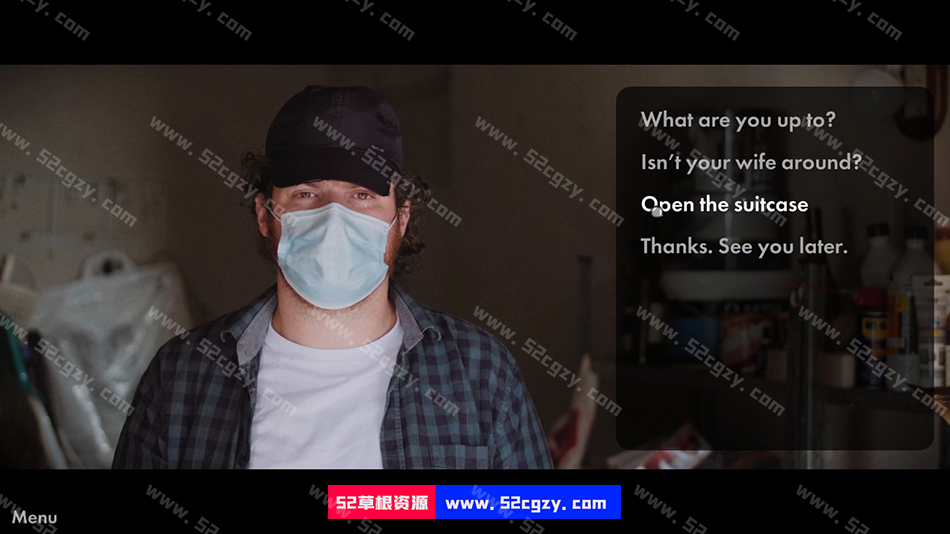 What are you up to?
Isn't your wife around?
Open the suitcase
Thanks. See you later.
Menu
52草根资源 www.52cgzy.com
www.52cgzy.com